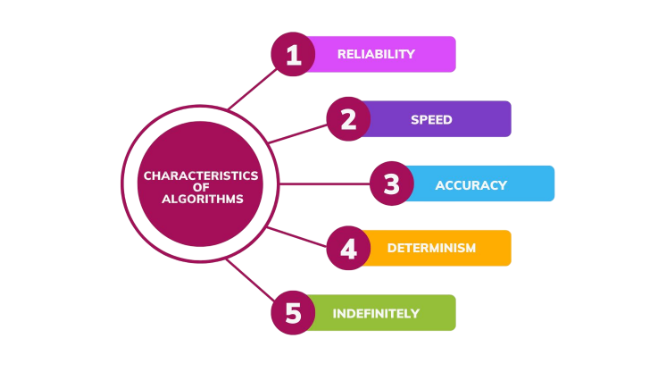 CHARACTERISTICS
OF
ALGORITHMS
1
RELIABILITY
2
SPEED
3
ACCURACY
4
DETERMINISM
5
INDEFINITELY